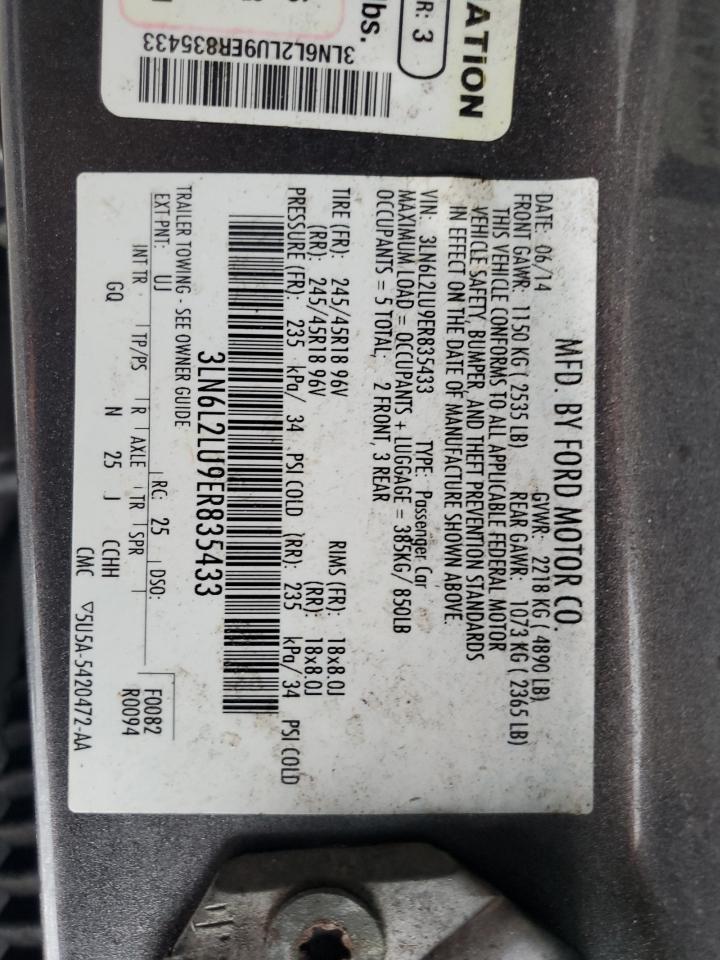 ATION
R: 3
lbs.
3LN6L2LU9ER835433
MFD. BY FORD MOTOR CO.
DATE: 06/14 GVWR: 2218 KG ( 4890 LB)
FRONT GAWR: 1150 KG ( 2535 LB) REAR GAWR: 1073 KG ( 2365 LB)
THIS VEHICLE CONFORMS TO ALL APPLICABLE FEDERAL MOTOR
VEHICLE SAFETY, BUMPER, AND THEFT PREVENTION STANDARDS
IN EFFECT ON THE DATE OF MANUFACTURE SHOWN ABOVE.
VIN: 3LN6L2LU9ER835433 TYPE: Passenger Car
MAXIMUM LOAD = OCCUPANTS + LUGGAGE = 385KG/ 850LB
OCCUPANTS = 5 TOTAL; 2 FRONT, 3 REAR
TIRE (FR): 245/45R18 96V RIMS (FR): 18x8.0J
(RR): 245/45R18 96V (RR): 18x8.0J
PRESSURE (FR): 235 kPa/ 34 PSI COLD (RR): 235 kPa/ 34 PSI COLD
3LN6L2LU9ER835433
TRAILER TOWING - SEE OWNER GUIDE
EXT PNT: UJ RC: 25 DSO: F0082
R0094
INT TR TP/PS R AXLE TR SPR
GQ N 25 J CCHH
CMC ▽5U5A-5420472-AA